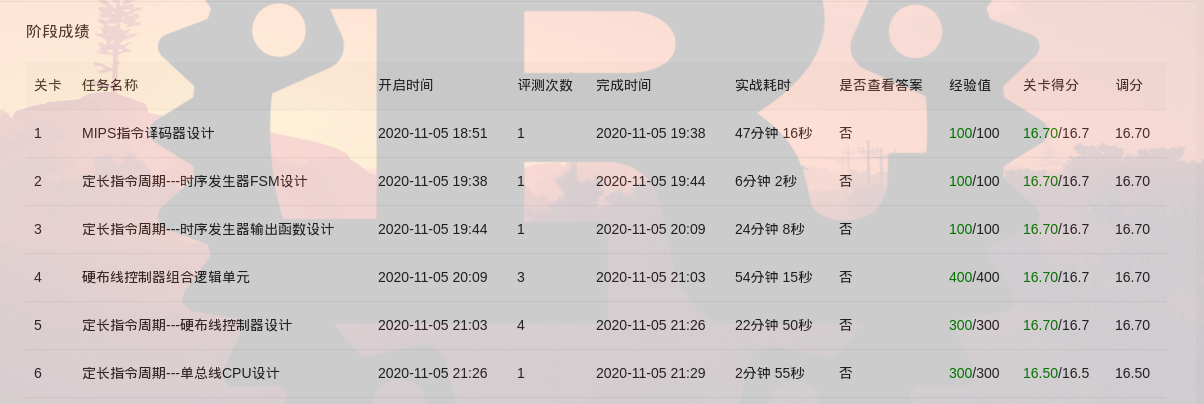 阶段成绩
关卡 任务名称 开启时间 评测次数 完成时间 实战耗时 是否查看答案 经验值 关卡得分 调分
1 MIPS指令译码器设计 2020-11-05 18:51 1 2020-11-05 19:38 47分钟 16秒 否 100/100 16.70/16.7 16.70
2 定长指令周期---时序发生器FSM设计 2020-11-05 19:38 1 2020-11-05 19:44 6分钟 2秒 否 100/100 16.70/16.7 16.70
3 定长指令周期---时序发生器输出函数设计 2020-11-05 19:44 1 2020-11-05 20:09 24分钟 8秒 否 100/100 16.70/16.7 16.70
4 硬布线控制器组合逻辑单元 2020-11-05 20:09 3 2020-11-05 21:03 54分钟 15秒 否 400/400 16.70/16.7 16.70
5 定长指令周期---硬布线控制器设计 2020-11-05 21:03 4 2020-11-05 21:26 22分钟 50秒 否 300/300 16.70/16.7 16.70
6 定长指令周期---单总线CPU设计 2020-11-05 21:26 1 2020-11-05 21:29 2分钟 55秒 否 300/300 16.50/16.5 16.50